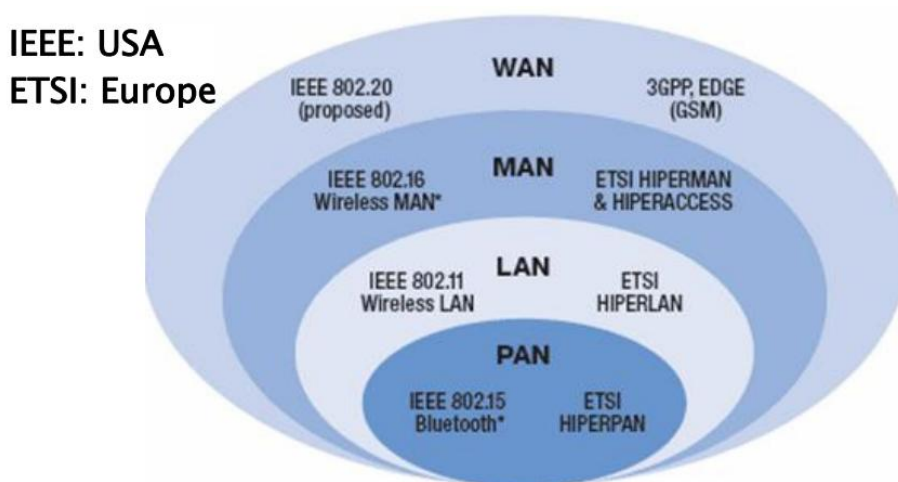 IEEE: USA
ETSI: Europe
WAN
IEEE 802.20
(proposed)
3GPP, EDGE
(GSM)
MAN
IEEE 802.16
Wireless MAN*
ETSI HIPERMAN
& HIPERACCESS
LAN
IEEE 802.11
Wireless LAN
ETSI
HIPERLAN
PAN
IEEE 802.15
Bluetooth*
ETSI
HIPERPAN